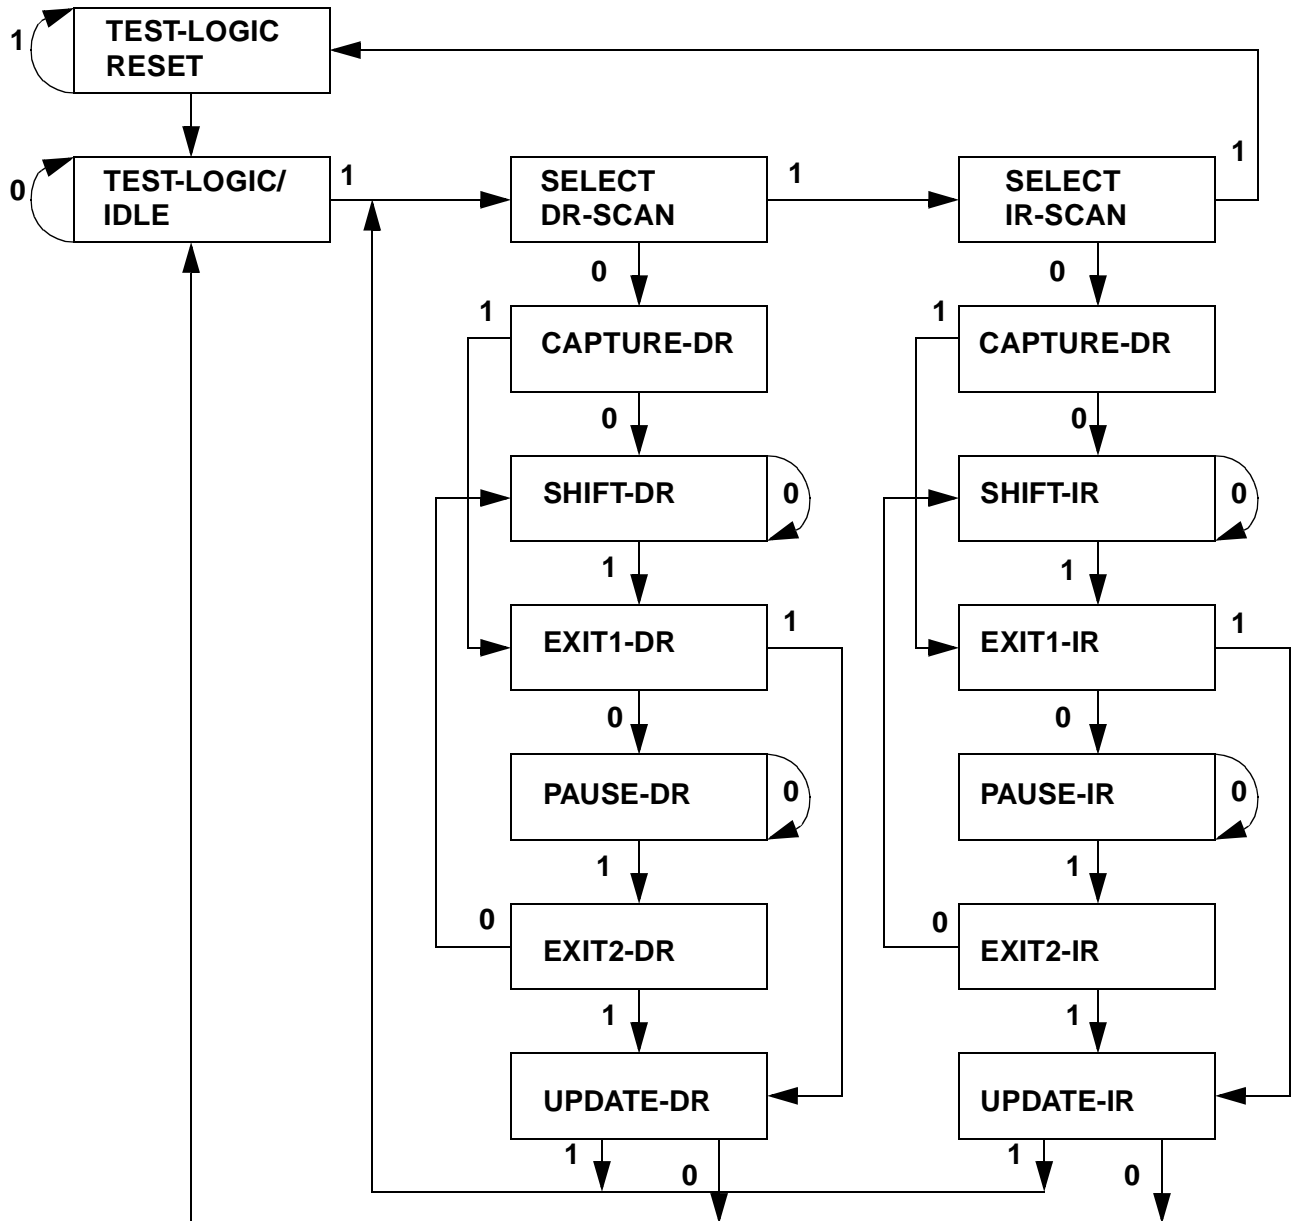 1
TEST-LOGIC
RESET
0
TEST-LOGIC/
IDLE
1
SELECT
DR-SCAN
1
SELECT
IR-SCAN
1
0
0
1
CAPTURE-DR
1
CAPTURE-DR
0
0
SHIFT-DR
0
SHIFT-IR
0
1
1
EXIT1-DR
1
EXIT1-IR
1
0
0
PAUSE-DR
0
PAUSE-IR
0
1
1
0
EXIT2-DR
0
EXIT2-IR
1
1
UPDATE-DR
UPDATE-IR
1
0
1
0